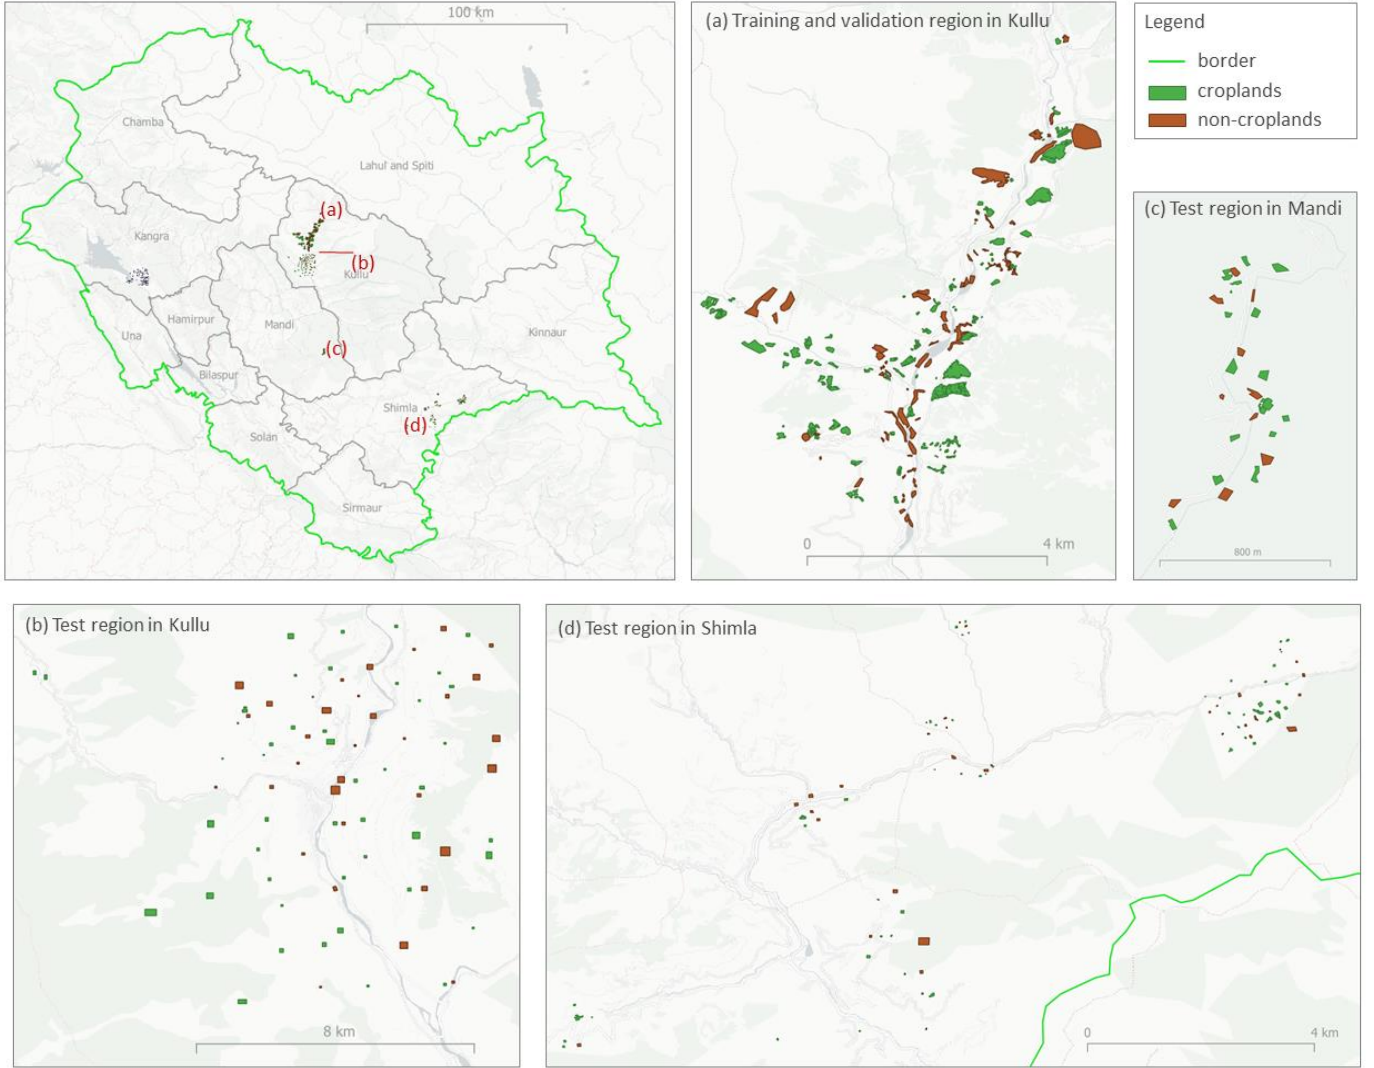 100 km
Chamba
Lahul and Spiti
(a)
Kangra
(b)
Kullu
Hamirpur
Mandi
Una
Kinnaur
(c)
Bilaspur
Shimla
(d)
Solan
Sirmaur
(a) Training and validation region in Kullu
0
4 km
Legend
border
croplands
non-croplands
(c) Test region in Mandi
800 m
(b) Test region in Kullu
8 km
(d) Test region in Shimla
0
4 km